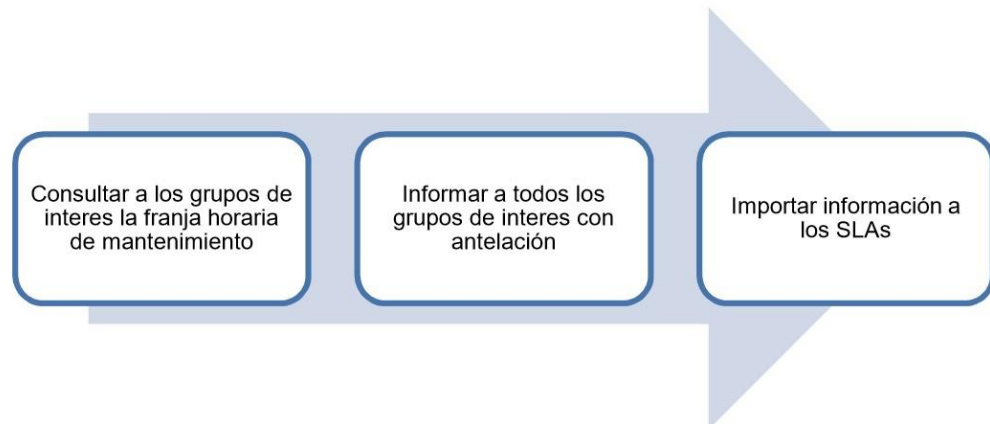 Consultar a los grupos de
interes la franja horaria
de mantenimiento
Informar a todos los
grupos de interes con
antelación
Importar información a
los SLAs